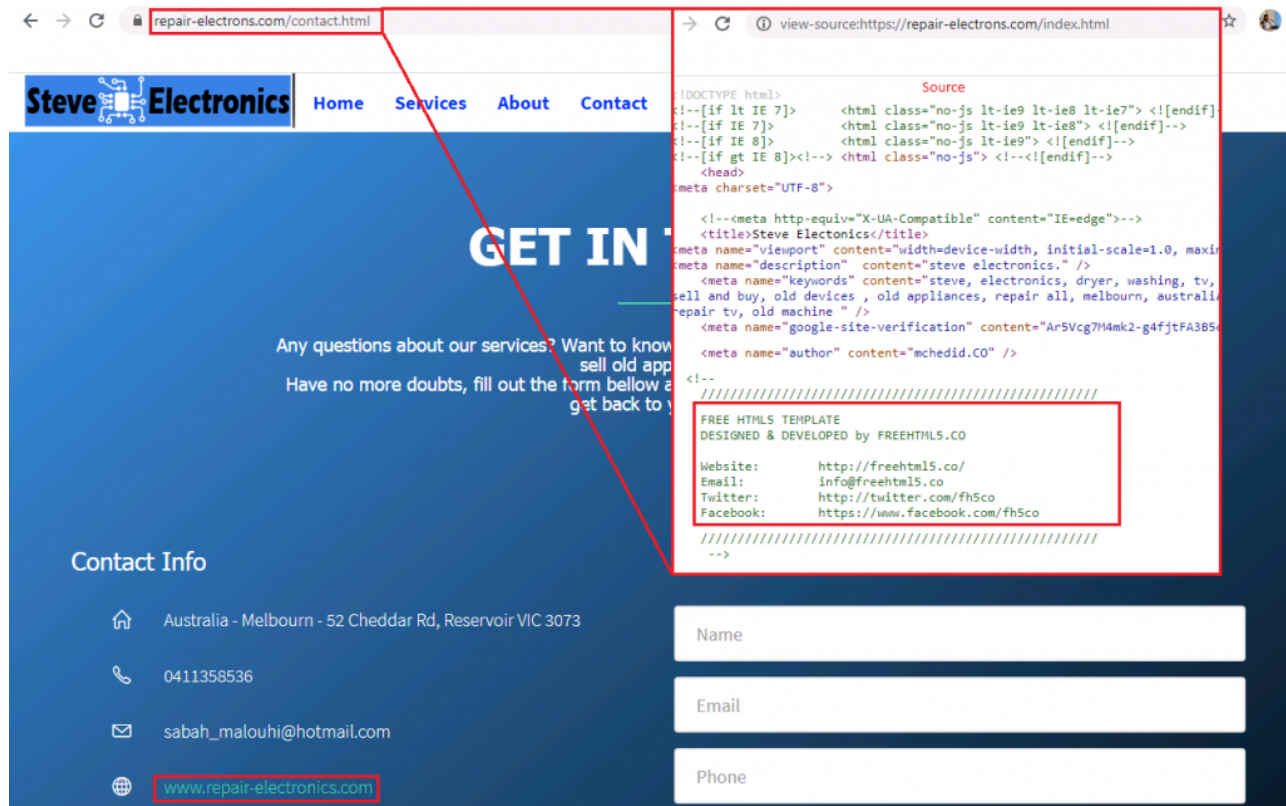 repair-electrons.com/contact.html
view-source:https://repair-electrons.com/index.html
Steve Electronics
Home Services About Contact
Source
<!DOCTYPE html>
<!--[if lt IE 7]> <html class="no-js lt-ie9 lt-ie8 lt-ie7"> <![endif]-
<!--[if IE 7]> <html class="no-js lt-ie9 lt-ie8"> <![endif]-->
<!--[if IE 8]> <html class="no-js lt-ie9"> <![endif]-->
<!--[if gt IE 8]><!--> <html class="no-js"> <!--<![endif]-->
<head>
<meta charset="UTF-8">
<!--<meta http-equiv="X-UA-Compatible" content="IE=edge">-->
<title>Steve Electonics</title>
<meta name="viewport" content="width=device-width, initial-scale=1.0, maxim
<meta name="description" content="steve electronics." />
<meta name="keywords" content="steve, electronics, dryer, washing, tv,
sell and buy, old devices , old appliances, repair all, melbourn, australia
repair tv, old machine " />
<meta name="google-site-verification" content="Ar5Vcg7M4mk2-g4fjtFA3B5
<meta name="author" content="mchedid.CO" />
<!--
//////////////////////////////////////////////////////
FREE HTML5 TEMPLATE
DESIGNED & DEVELOPED by FREEHTML5.CO
Website: http://freehtml5.co/
Email: info@freehtml5.co
Twitter: http://twitter.com/fh5co
Facebook: https://www.facebook.com/fh5co
//////////////////////////////////////////////////////
-->
GET IN
Any questions about our services? Want to know
sell old app
Have no more doubts, fill out the form bellow a
get back to y
Contact Info
Australia - Melbourn - 52 Cheddar Rd, Reservoir VIC 3073
0411358536
sabah_malouhi@hotmail.com
www.repair-electronics.com
Name
Email
Phone